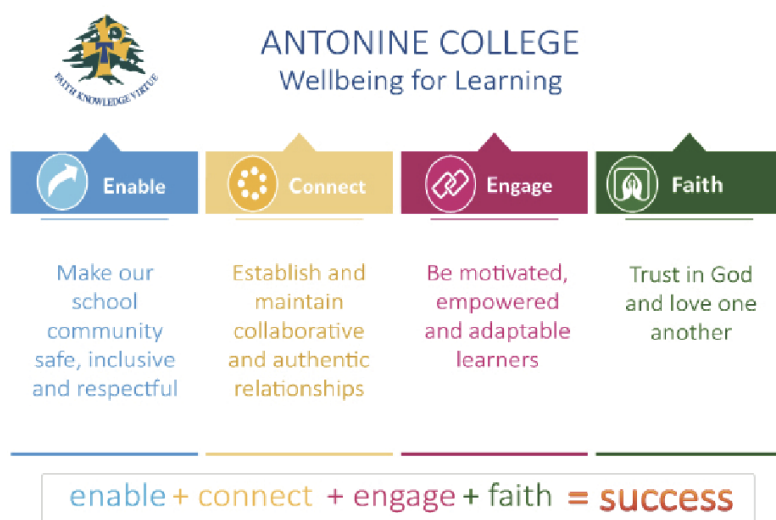 ANTONINE COLLEGE
Wellbeing for Learning
FAITH KNOWLEDGE VIRTUE
Enable
Make our
school
community
safe, inclusive
and respectful
Connect
Establish and
maintain
collaborative
and authentic
relationships
Engage
Be motivated,
empowered
and adaptable
learners
Faith
Trust in God
and love one
another
enable + connect + engage + faith = success